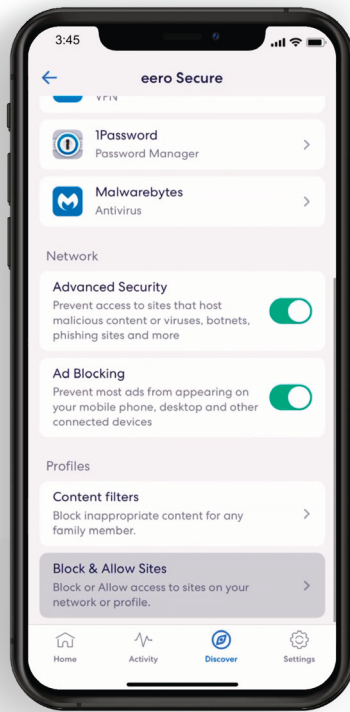 3:45
eero Secure
VPN
1Password
Password Manager
Malwarebytes
Antivirus
Network
Advanced Security
Prevent access to sites that host
malicious content or viruses, botnets,
phishing sites and more
Ad Blocking
Prevent most ads from appearing on
your mobile phone, desktop and other
connected devices
Profiles
Content filters
Block inappropriate content for any
family member.
Block & Allow Sites
Block or Allow access to sites on your
network or profile.
Home Activity Discover Settings